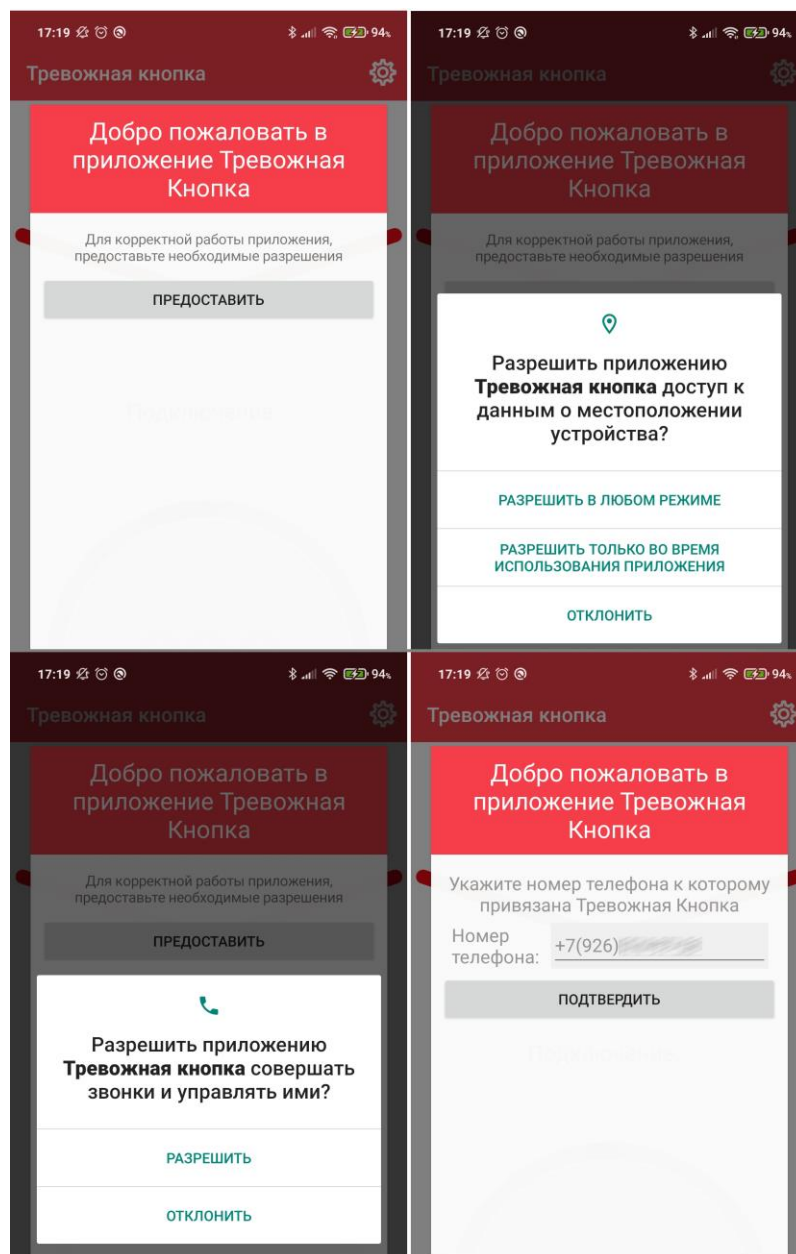 17:19
94%
Тревожная кнопка
Добро пожаловать в
приложение Тревожная
Кнопка
Для корректной работы приложения,
предоставьте необходимые разрешения
ПРЕДОСТАВИТЬ
17:19
94%
Тревожная кнопка
Добро пожаловать в
приложение Тревожная
Кнопка
Для корректной работы приложения,
предоставьте необходимые разрешения
Разрешить приложению
Тревожная кнопка доступ к
данным о местоположении
устройства?
РАЗРЕШИТЬ В ЛЮБОМ РЕЖИМЕ
РАЗРЕШИТЬ ТОЛЬКО ВО ВРЕМЯ
ИСПОЛЬЗОВАНИЯ ПРИЛОЖЕНИЯ
ОТКЛОНИТЬ
17:19
94%
Тревожная кнопка
Добро пожаловать в
приложение Тревожная
Кнопка
Для корректной работы приложения,
предоставьте необходимые разрешения
ПРЕДОСТАВИТЬ
Разрешить приложению
Тревожная кнопка совершать
звонки и управлять ими?
РАЗРЕШИТЬ
ОТКЛОНИТЬ
17:19
94%
Тревожная кнопка
Добро пожаловать в
приложение Тревожная
Кнопка
Укажите номер телефона к которому
привязана Тревожная Кнопка
Номер
телефона:
+7(926)
ПОДТВЕРДИТЬ